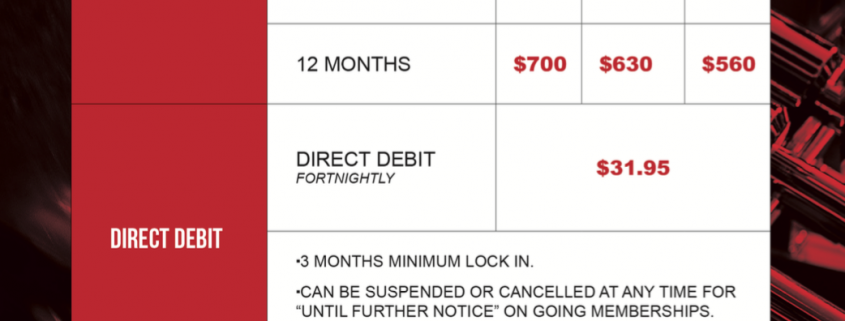 12 MONTHS $700 $630 $560
DIRECT DEBIT
FORTNIGHTLY
$31.95
DIRECT DEBIT
•3 MONTHS MINIMUM LOCK IN.
•CAN BE SUSPENDED OR CANCELLED AT ANY TIME FOR
“UNTIL FURTHER NOTICE” ON GOING MEMBERSHIPS.